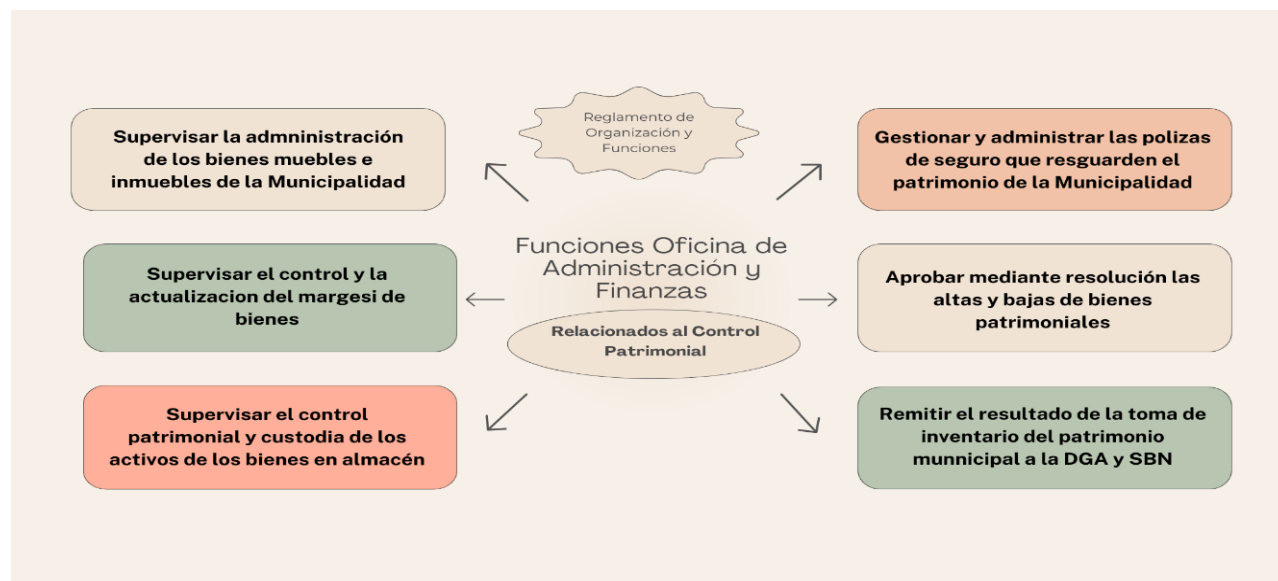 Reglamento de
Organización y
Funciones
Funciones Oficina de
Administración y
Finanzas
Relacionados al Control
Patrimonial
Supervisar la admninistración
de los bienes muebles e
inmuebles de la Municipalidad
Supervisar el control y la
actualizacion del margesi de
bienes
Supervisar el control
patrimonial y custodia de los
activos de los bienes en almacén
Gestionar y administrar las polizas
de seguro que resguarden el
patrimonio de la Municipalidad
Aprobar mediante resolución las
altas y bajas de bienes
patrimoniales
Remitir el resultado de la toma de
inventario del patrimonio
munnicipal a la DGA y SBN